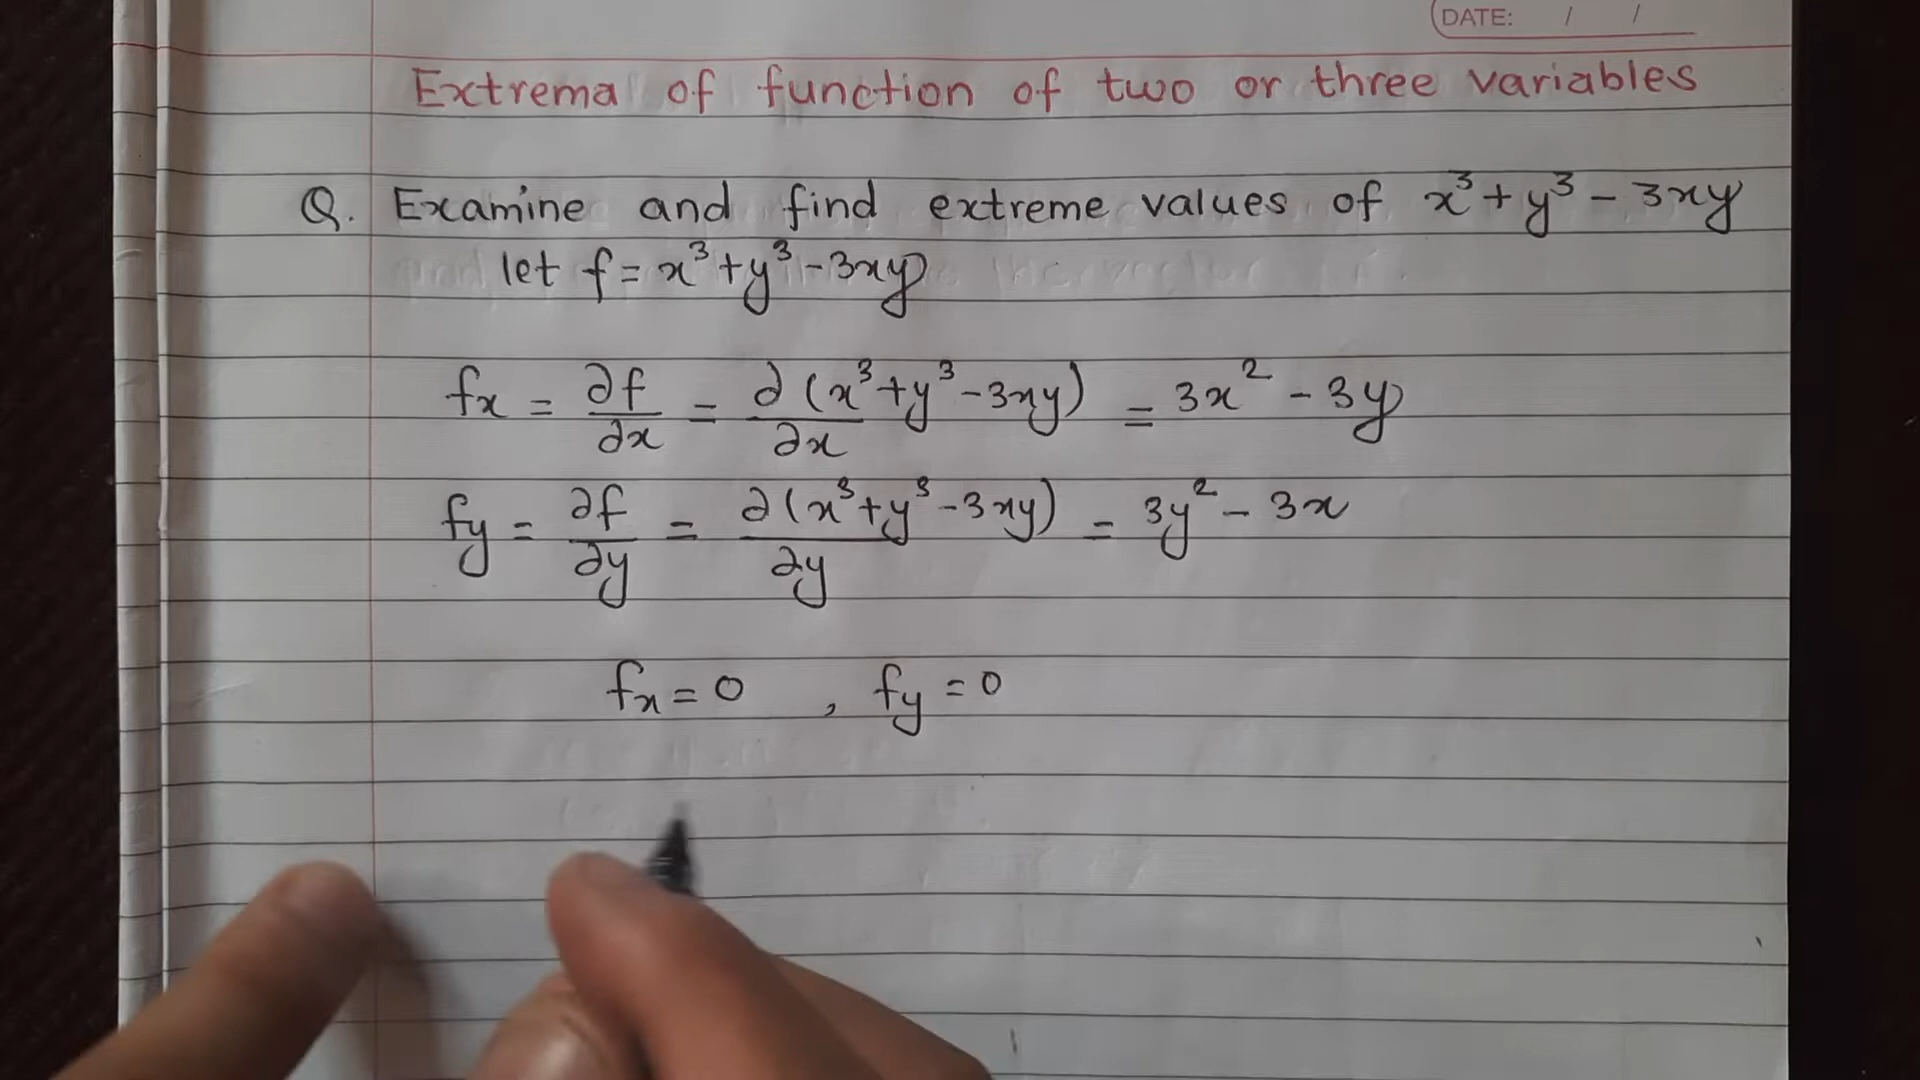 DATE: / /
Extrema of function of two or three variables
Q. Examine and find extreme values of x³+y³-3xy
let f=x³+y³-3xy
fx = ∂f/∂x = ∂(x³+y³-3xy)/∂x = 3x²-3y
fy = ∂f/∂y = ∂(x³+y³-3xy)/∂y = 3y²-3x
fx=0 , fy=0